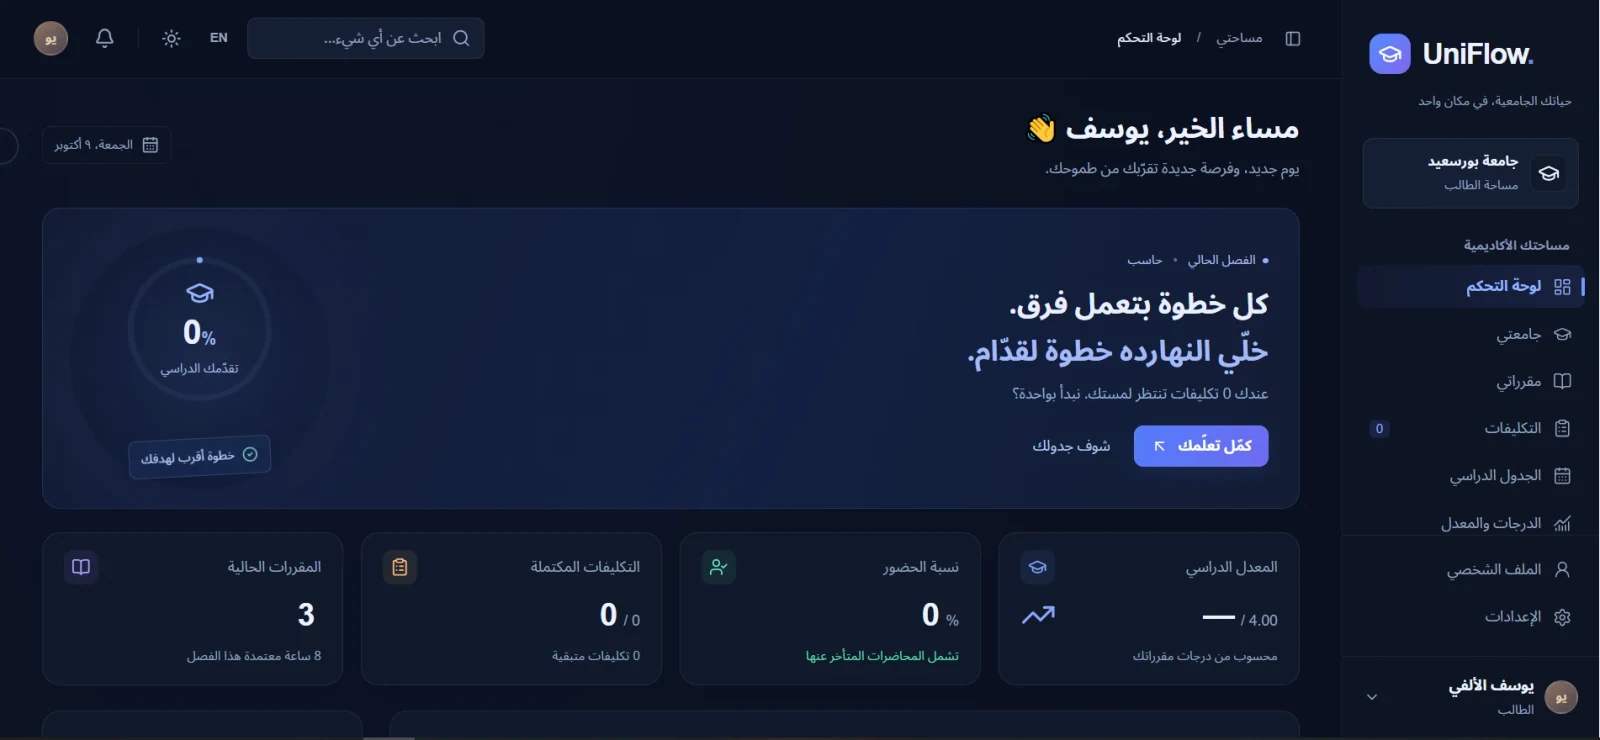 UniFlow.
حياتك الجامعية، في مكان واحد
جامعة بورسعيد
مساحة الطالب
مساحتك الأكاديمية
لوحة التحكم
جامعتي
مقرراتي
التكليفات 0
الجدول الدراسي
الدرجات والمعدل
الملف الشخصي
الإعدادات
يو يوسف الألفي
الطالب
مساحتي / لوحة التحكم
ابحث عن أي شيء...
EN
يو
مساء الخير، يوسف 👋
يوم جديد، وفرصة جديدة تقرّبك من طموحك.
الجمعة، ٩ أكتوبر
الفصل الحالي • حاسب
كل خطوة بتعمل فرق.
خلّي النهارده خطوة لقدّام.
عندك 0 تكليفات تنتظر لمستك. نبدأ بواحدة؟
كمّل تعلّمك
شوف جدولك
0%
تقدّمك الدراسي
خطوة أقرب لهدفك
المعدل الدراسي
— / 4.00
محسوب من درجات مقرراتك
نسبة الحضور
0 %
تشمل المحاضرات المتأخر عنها
التكليفات المكتملة
0 / 0
0 تكليفات متبقية
المقررات الحالية
3
8 ساعة معتمدة هذا الفصل